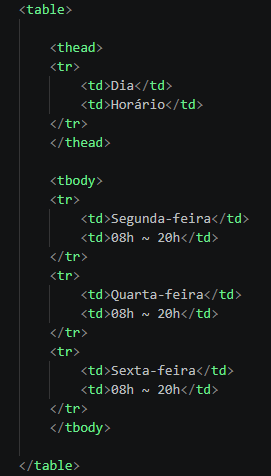 <table>
<thead>
<tr>
<td>Dia</td>
<td>Horário</td>
</tr>
</thead>
<tbody>
<tr>
<td>Segunda-feira</td>
<td>08h ~ 20h</td>
</tr>
<tr>
<td>Quarta-feira</td>
<td>08h ~ 20h</td>
</tr>
<tr>
<td>Sexta-feira</td>
<td>08h ~ 20h</td>
</tr>
</tbody>
</table>